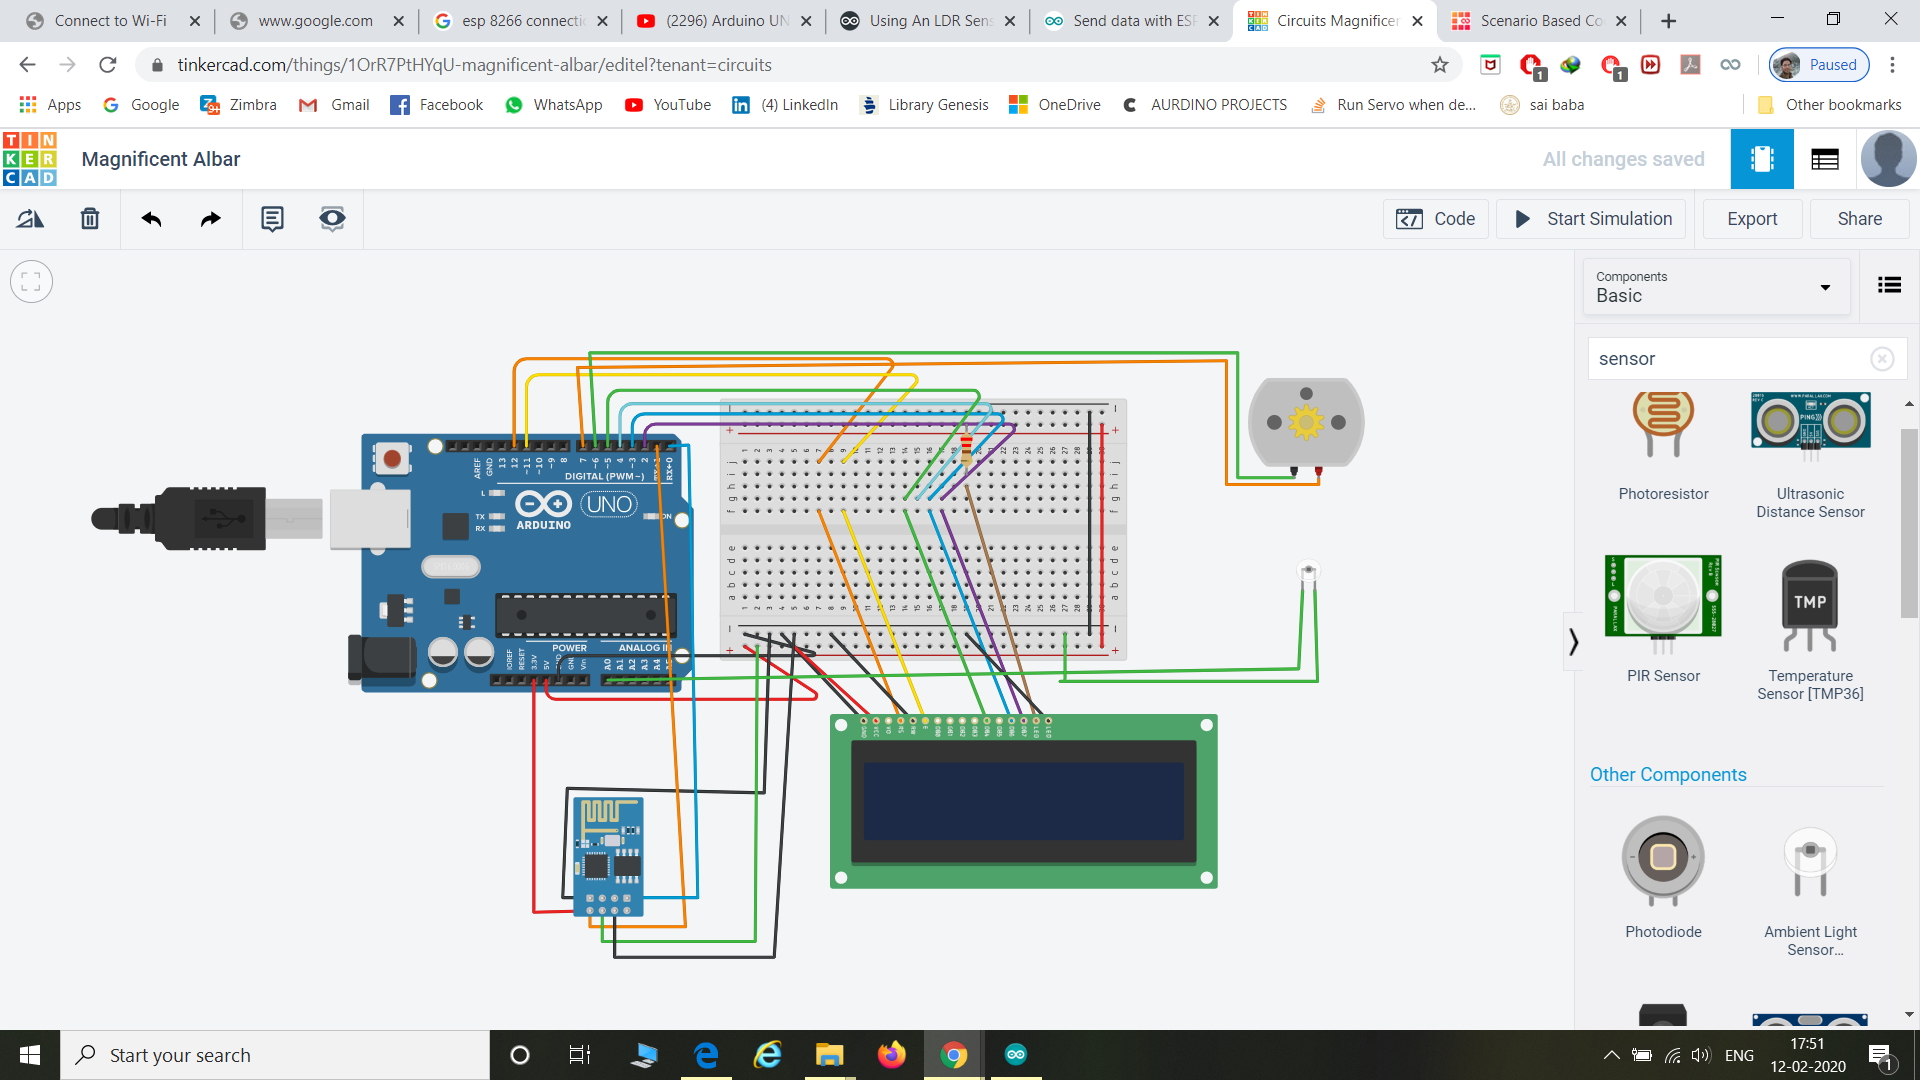 Connect to Wi-Fi
www.google.com
esp 8266 connectic
(2296) Arduino UN
Using An LDR Sens
Send data with ESP
Circuits Magnificen
Scenario Based Co
tinkercad.com/things/1OrR7PtHYqU-magnificent-albar/editel?tenant=circuits
1
1
Paused
Apps
Google
Zimbra
Gmail
Facebook
WhatsApp
YouTube
(4) LinkedIn
Library Genesis
OneDrive
AURDINO PROJECTS
Run Servo when de...
sai baba
Other bookmarks
TIN
KER
CAD
Magnificent Albar
All changes saved
Code
Start Simulation
Export
Share
Components
Basic
sensor
Photoresistor
Ultrasonic
Distance Sensor
PIR Sensor
TMP
Temperature
Sensor [TMP36]
Other Components
Photodiode
Ambient Light
Sensor...
AREF
GND
13
12
~11
~10
~9
8
7
~6
~5
4
~3
2
DIGITAL (PWM~)
L
TX
RX
ON
UNO
ARDUINO
POWER
ANALOG IN
IOREF
RESET
3.3V
5V
GND
Vin
A0
A1
A2
A3
A4
Start your search
ENG
17:51
12-02-2020
1